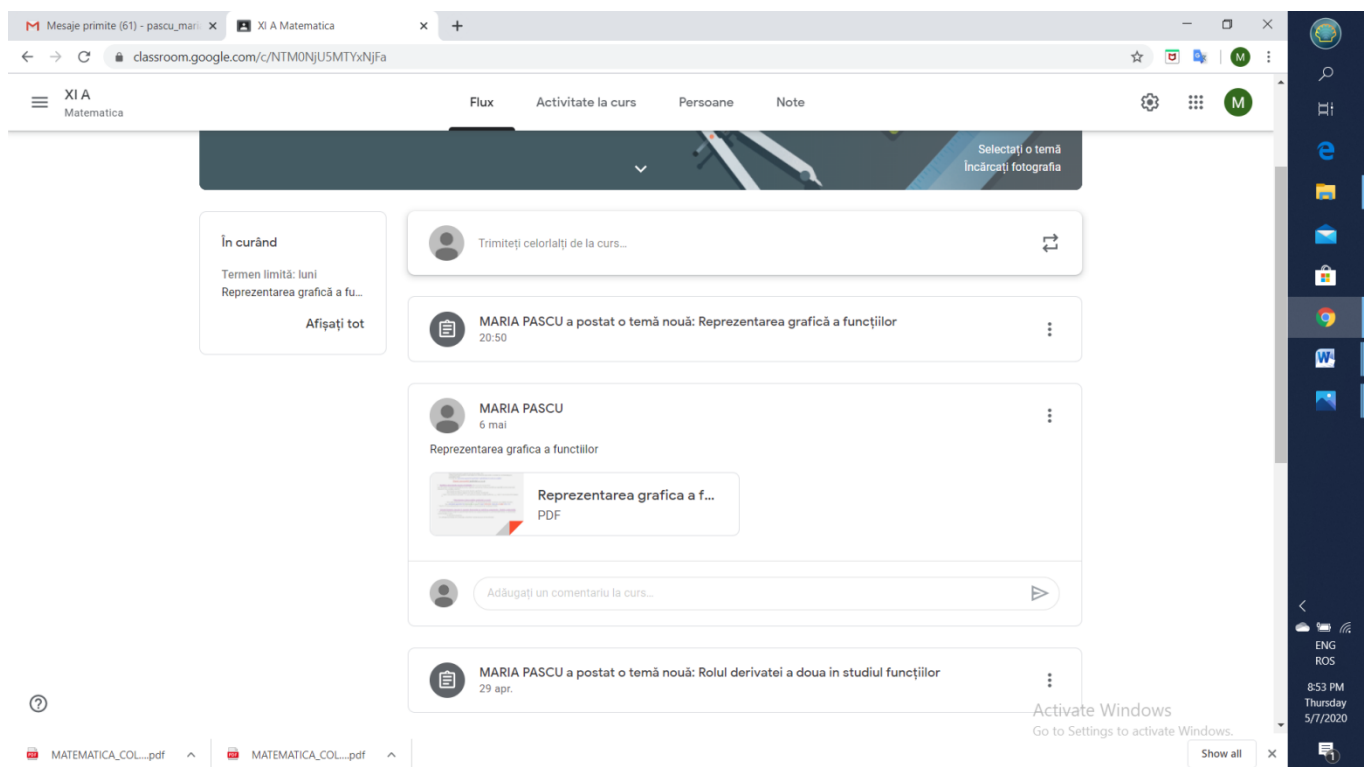 Mesaje primite (61) - pascu_mari
XI A Matematica
classroom.google.com/c/NTM0NjU5MTYxNjFa
M
XI A
Matematica
Flux
Activitate la curs
Persoane
Note
M
Selectați o temă
Încărcați fotografia
În curând
Termen limită: luni
Reprezentarea grafică a fu...
Afișați tot
Trimiteți celorlalți de la curs...
MARIA PASCU a postat o temă nouă: Reprezentarea grafică a funcțiilor
20:50
MARIA PASCU
6 mai
Reprezentarea grafica a functiilor
Reprezentarea grafica a f...
PDF
Adăugați un comentariu la curs...
MARIA PASCU a postat o temă nouă: Rolul derivatei a doua in studiul funcțiilor
29 apr.
Activate Windows
Go to Settings to activate Windows.
MATEMATICA_COL....pdf
MATEMATICA_COL....pdf
Show all
ENG
ROS
8:53 PM
Thursday
5/7/2020
1